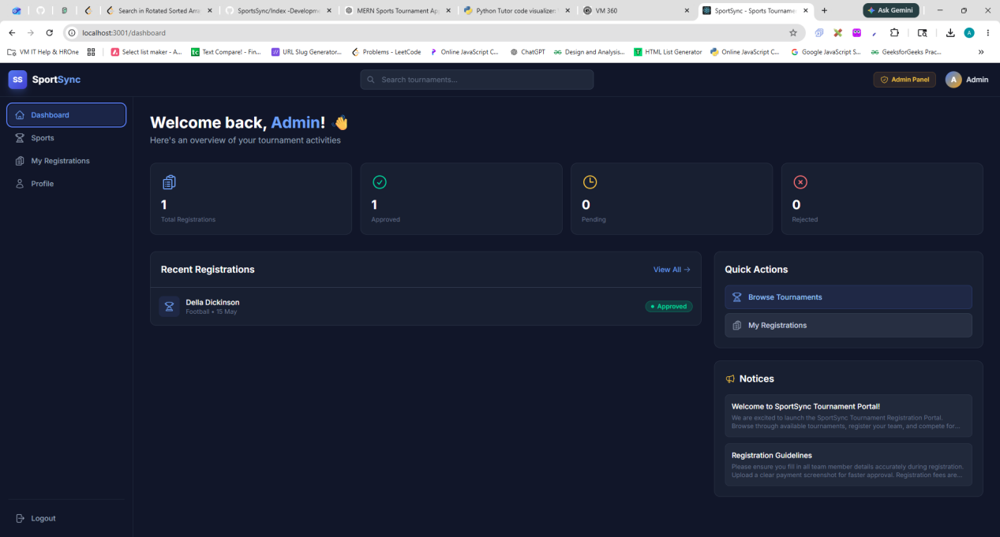 Search in Rotated Sorted Arra
SportsSync/Index -Developme
MERN Sports Tournament Ap
Python Tutor code visualizer:
VM 360
SportSync - Sports Tourname
Ask Gemini
localhost:3001/dashboard
VM IT Help & HROne
Select list maker - A...
Text Compare! - Fin...
URL Slug Generator...
Problems - LeetCode
Online JavaScript C...
ChatGPT
Design and Analysis...
HTML List Generator
Online JavaScript C...
Google JavaScript S...
GeeksforGeeks Prac...
SS
SportSync
Search tournaments...
Admin Panel
A
Admin
Dashboard
Sports
My Registrations
Profile
Logout
Welcome back, Admin! 👋
Here's an overview of your tournament activities
1
Total Registrations
1
Approved
0
Pending
0
Rejected
Recent Registrations
View All →
Della Dickinson
Football • 15 May
Approved
Quick Actions
Browse Tournaments
My Registrations
Notices
Welcome to SportSync Tournament Portal!
We are excited to launch the SportSync Tournament Registration Portal.
Browse through available tournaments, register your team, and compete for...
Registration Guidelines
Please ensure you fill in all team member details accurately during registration.
Upload a clear payment screenshot for faster approval. Registration fees are...